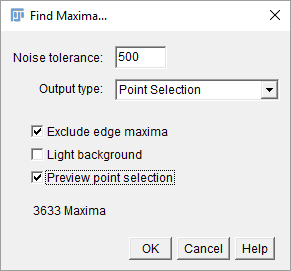 Find Maxima...
Noise tolerance: 500
Output type: Point Selection
Exclude edge maxima
Light background
Preview point selection
3633 Maxima
OK Cancel Help